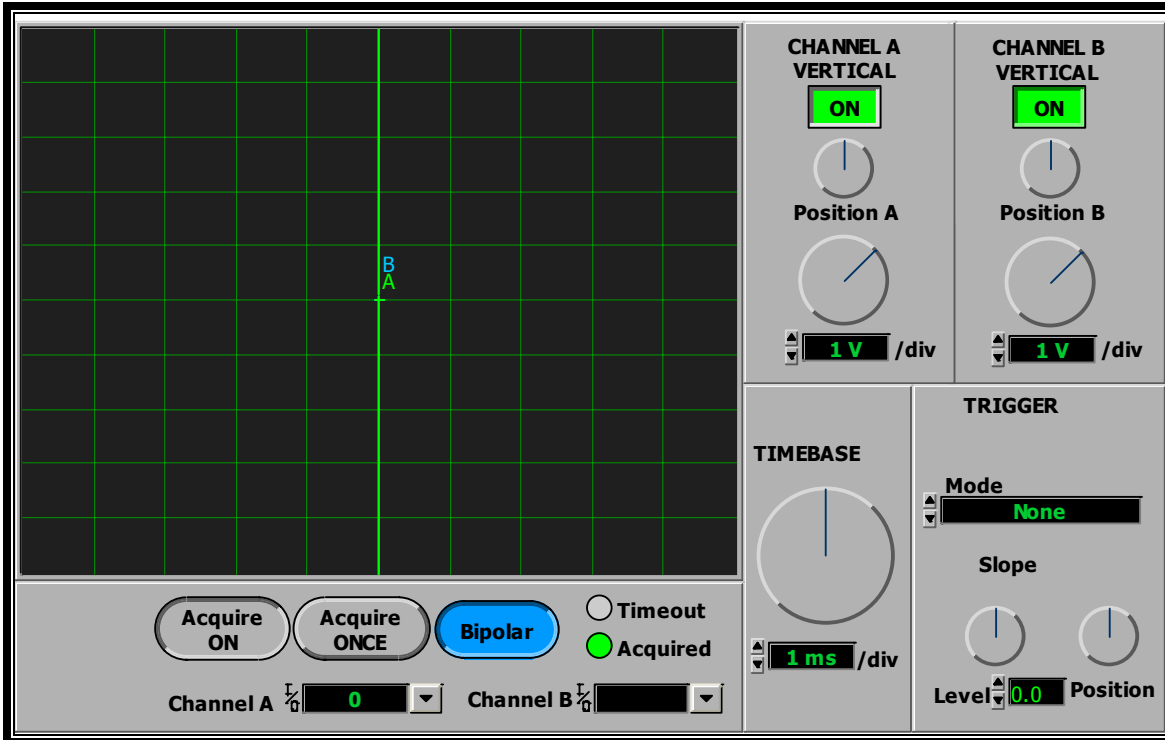 CHANNEL A
VERTICAL
ON
Position A
1 V /div
CHANNEL B
VERTICAL
ON
Position B
1 V /div
B
A
TIMEBASE
1 ms /div
TRIGGER
Mode
None
Slope
Level 0.0 Position
Acquire
ON
Acquire
ONCE
Bipolar
Timeout
Acquired
Channel A I/O 0
Channel B I/O